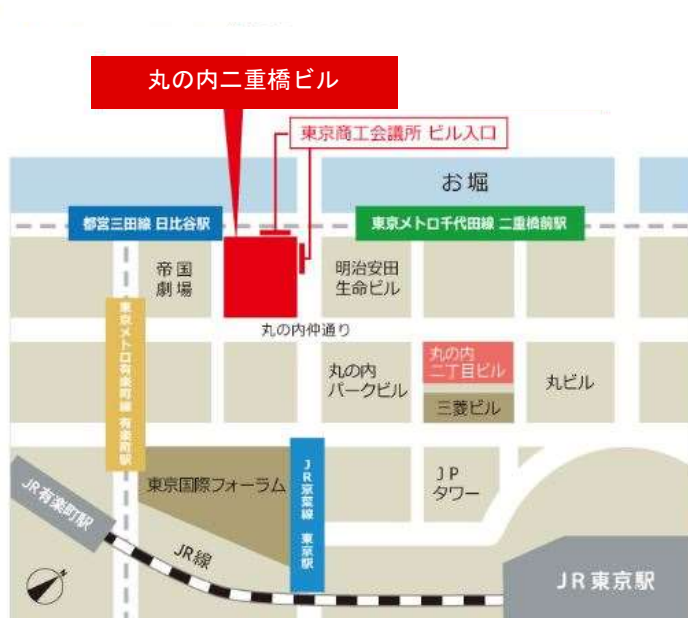 丸の内二重橋ビル
東京商工会議所 ビル入口
お堀
都営三田線 日比谷駅
東京メトロ千代田線 二重橋前駅
帝国
劇場
明治安田
生命ビル
丸の内仲通り
東京メトロ有楽町線 有楽町駅
丸の内
パークビル
丸の内
二丁目ビル
三菱ビル
丸ビル
東京国際フォーラム
JR京葉線 東京駅
JP
タワー
JR有楽町駅
JR線
JR東京駅
N